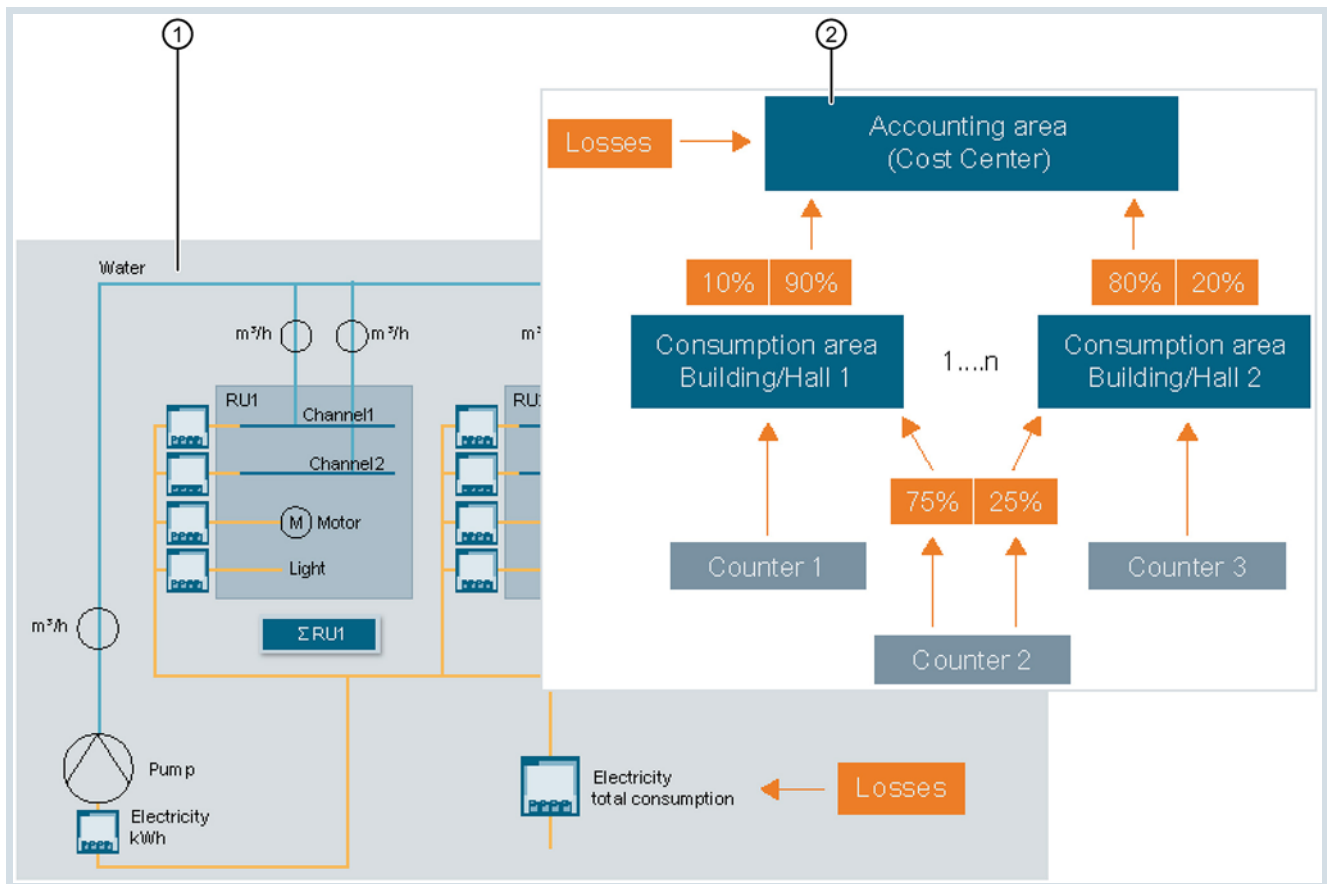 1
2
Losses
Accounting area
(Cost Center)
Water
10% 90%
80% 20%
m³/h
m³/h
Consumption area
Building/Hall 1
1....n
Consumption area
Building/Hall 2
RU1
Channel1
Channel2
M Motor
Light
75% 25%
Counter 1
Counter 3
m³/h
Σ RU1
Counter 2
Pump
Electricity
total consumption
Losses
Electricity
kWh